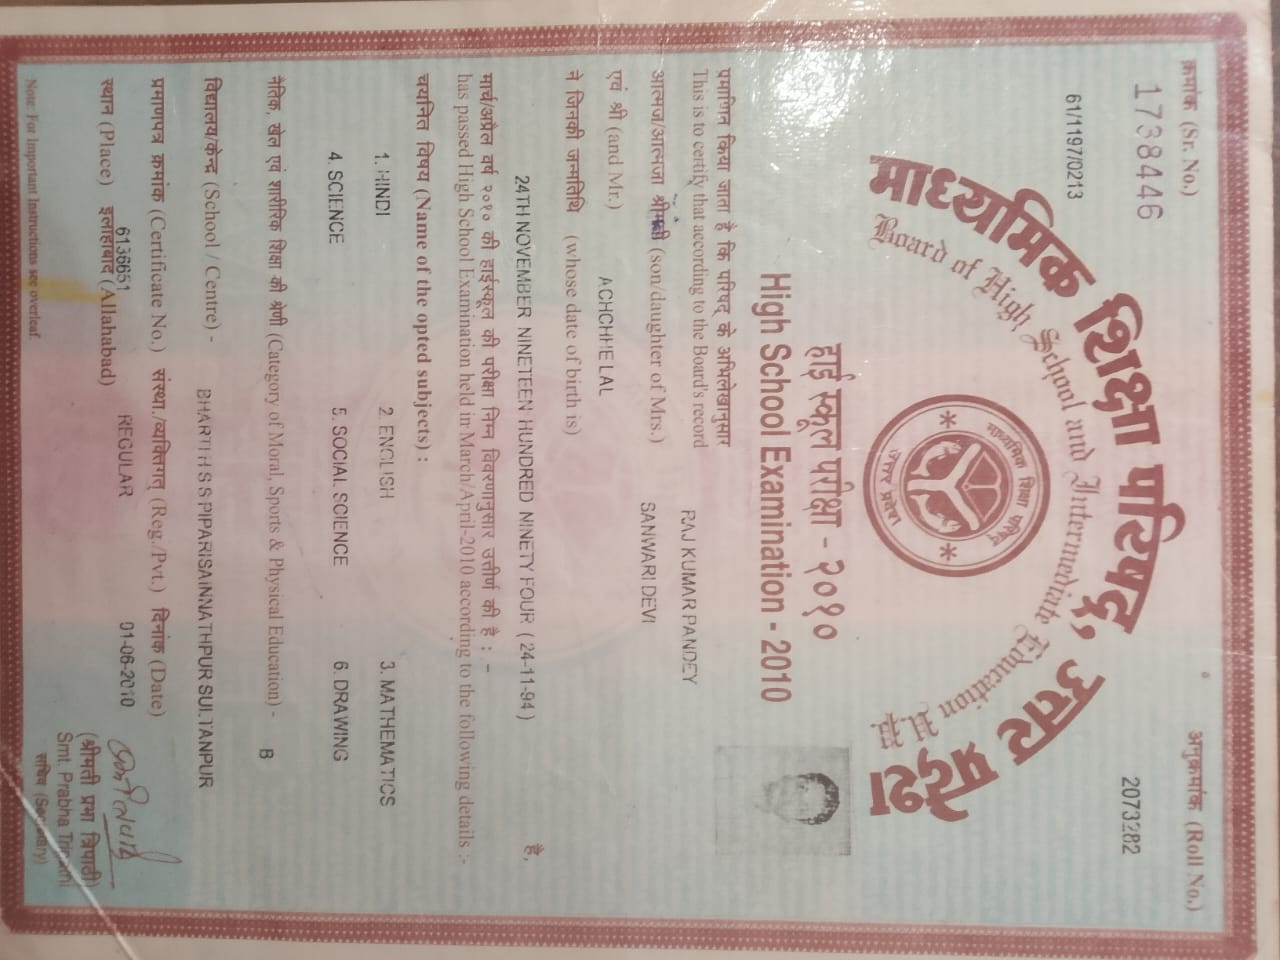 क्रमांक (Sr. No.) अनुक्रमांक (Roll No.)
1738446 2073282
61/1197/0213
माध्यमिक शिक्षा परिषद्, उत्तर प्रदेश
Board of High School and Intermediate Education U.P.
माध्यमिक शिक्षा परिषद्
उत्तर प्रदेश
हाई स्कूल परीक्षा - २०१०
High School Examination - 2010
प्रमाणित किया जाता है कि परिषद् के अभिलेखानुसार
This is to certify that according to the Board's record RAJ KUMAR PANDEY
आत्मज/आत्मजा श्रीमती (son/daughter of Mrs.) SANWARI DEVI
एवं श्री (and Mr.) ACHCHHE LAL
ने जिनकी जन्मतिथि (whose date of birth is)
24TH NOVEMBER NINETEEN HUNDRED NINETY FOUR (24-11-94) है,
मार्च/अप्रैल वर्ष २०१० की हाईस्कूल की परीक्षा निम्न विवरणानुसार उत्तीर्ण की है : -
has passed High School Examination held in March/April-2010 according to the following details :-
चयनित विषय (Name of the opted subjects) :
1. HINDI 2. ENGLISH 3. MATHEMATICS
4. SCIENCE 5. SOCIAL SCIENCE 6. DRAWING
नैतिक, खेल एवं शारीरिक शिक्षा की श्रेणी (Caegory of Moral, Sports & Physical Education) - B
विद्यालय/केन्द्र (School / Centre) - BHARTI H S S PIPARISAINNATHPUR SULTANPUR
प्रमाणपत्र क्रमांक (Certificate No.) संस्था./व्यक्तिगत् (Reg./Pvt.) दिनांक (Date)
6136651 REGULAR 01-06-2010
स्थान (Place) इलाहाबाद (Allahabad)
(श्रीमती प्रभा त्रिपाठी)
Smt. Prabha Tripathi
सचिव (Secretary)
Note: For Important Instructions see overleaf.